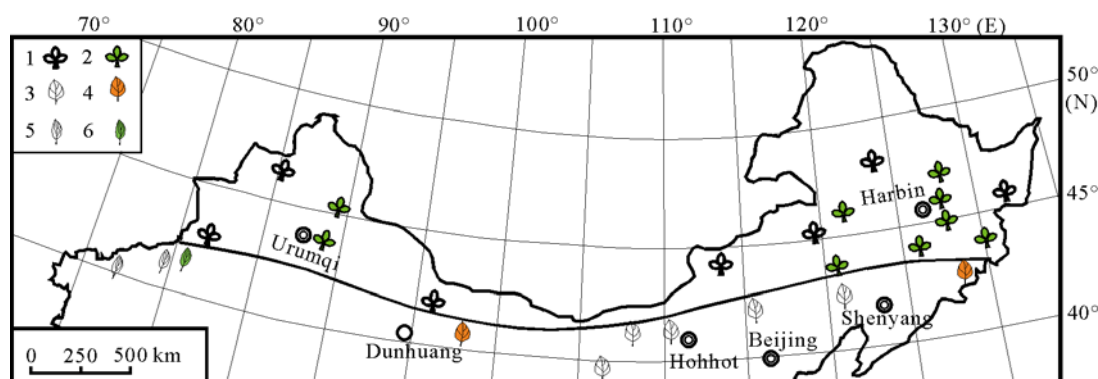 70° 80° 90° 100° 110° 120° 130° (E)
1 2
3 4
5 6
50°
(N)
45°
40°
Harbin
Urumqi
Dunhuang
Hohhot
Beijing
Shenyang
0 250 500 km